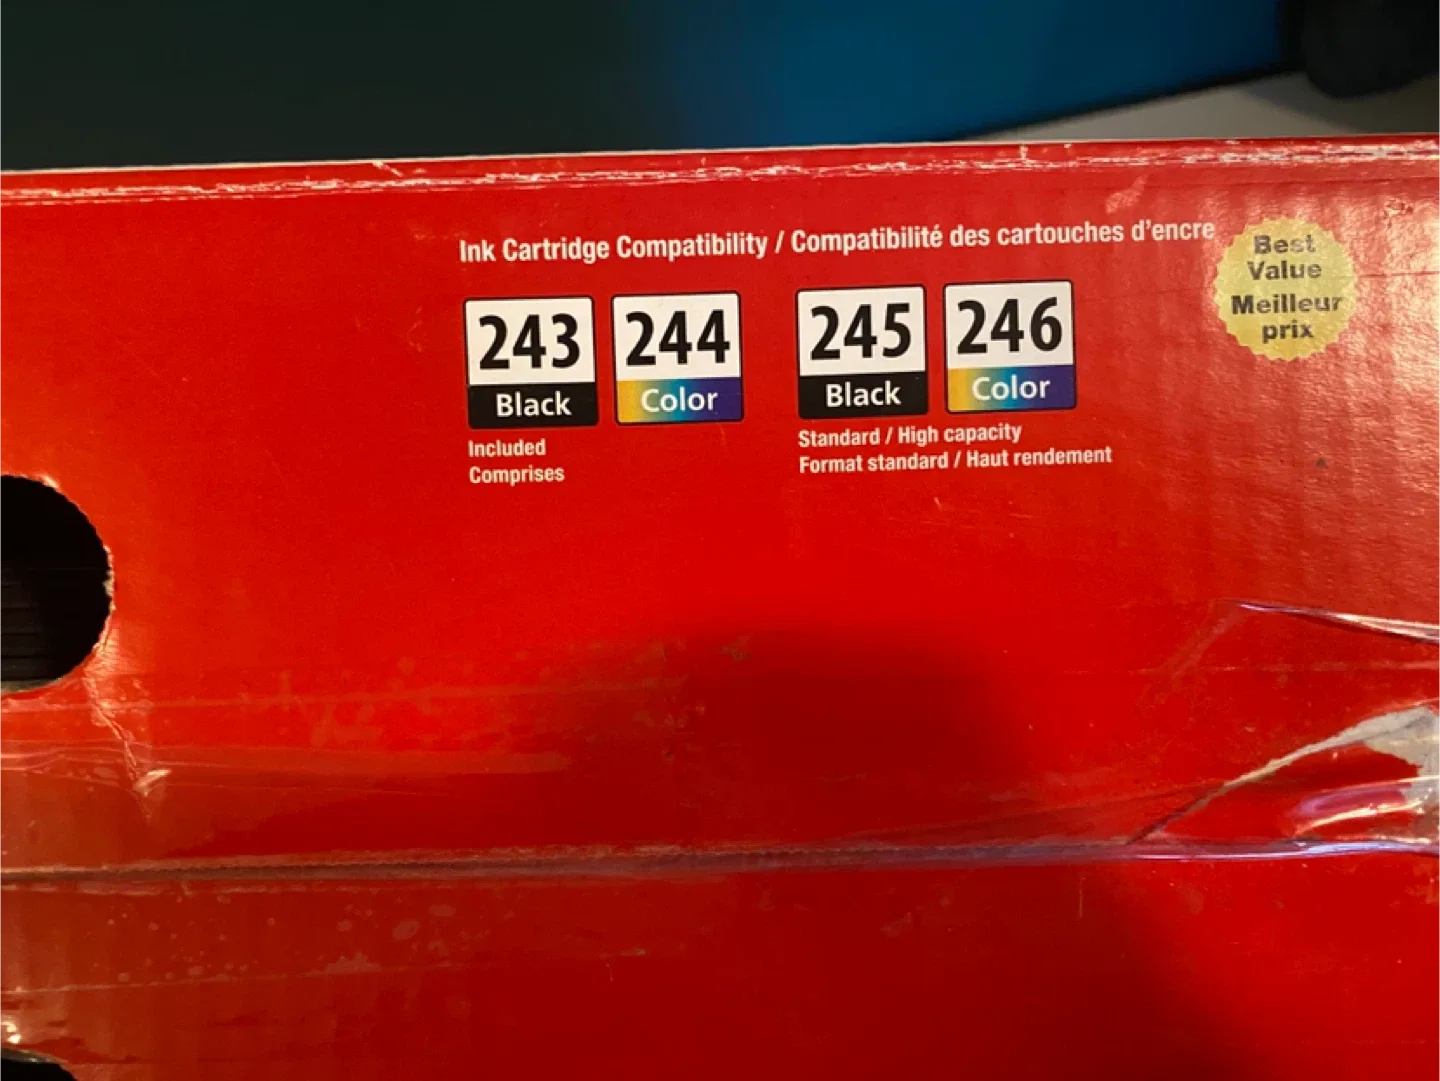 Ink Cartridge Compatibility / Compatibilité des cartouches d'encre
243 244 245 246
Black Color Black Color
Included
Comprises
Standard / High capacity
Format standard / Haut rendement
Best
Value
Meilleur
prix